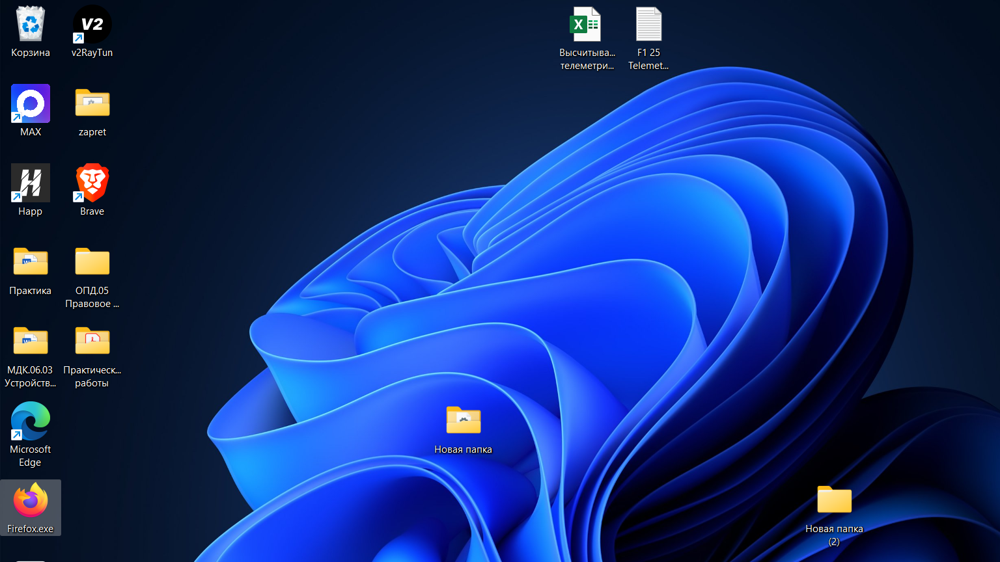 Корзина
V2
v2RayTun
Высчитыва...
телеметри...
F1 25
Telemet...
MAX
zapret
Happ
Brave
Практика
ОПД.05
Правовое ...
МДК.06.03
Устройств...
Практическ...
работы
Microsoft
Edge
Новая папка
Firefox.exe
Новая папка
(2)